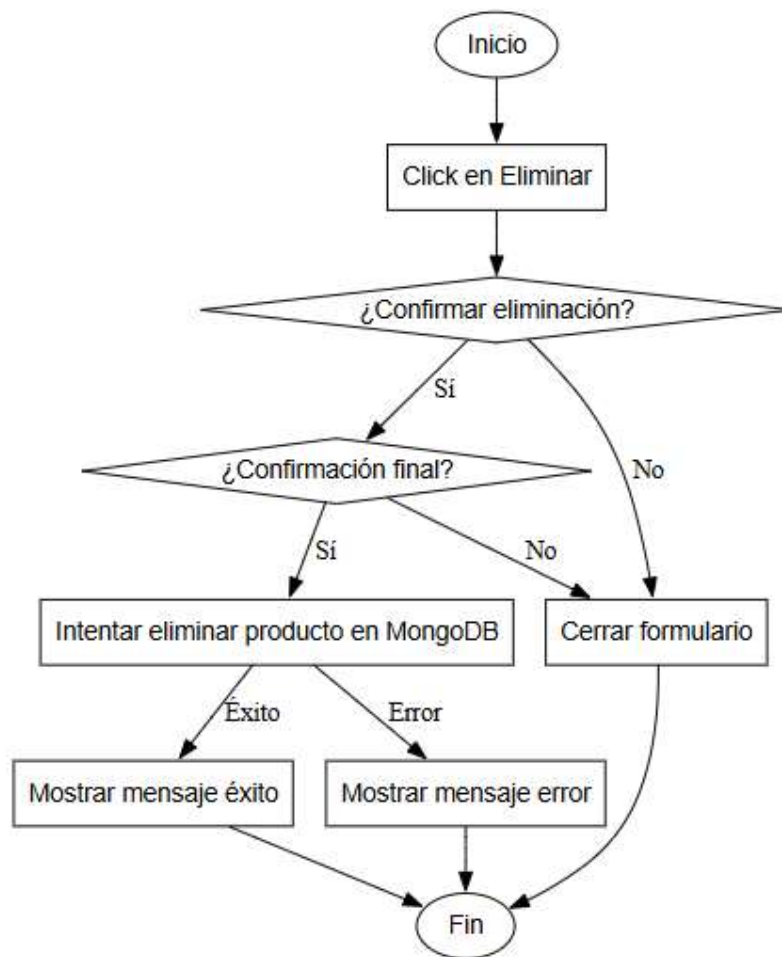 Inicio
Click en Eliminar
¿Confirmar eliminación?
Sí
¿Confirmación final?
No
Sí
No
Intentar eliminar producto en MongoDB
Cerrar formulario
Éxito
Error
Mostrar mensaje éxito
Mostrar mensaje error
Fin